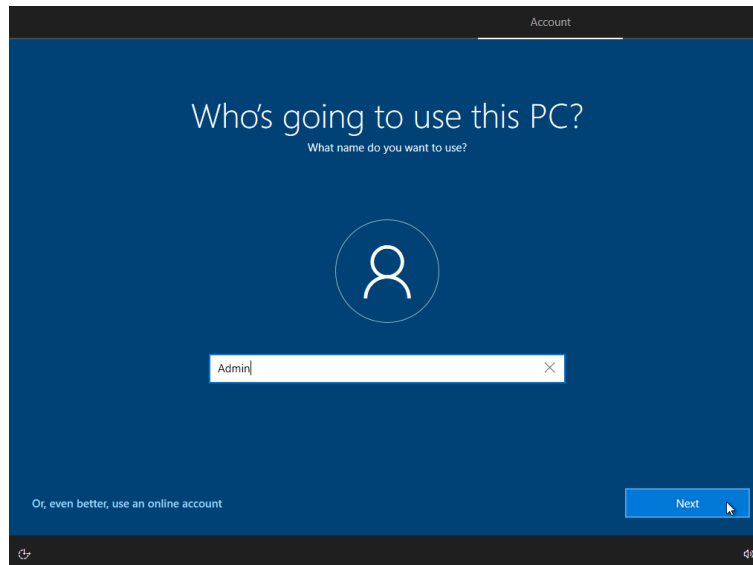 Account
Who's going to use this PC?
What name do you want to use?
Admin
Or, even better, use an online account
Next